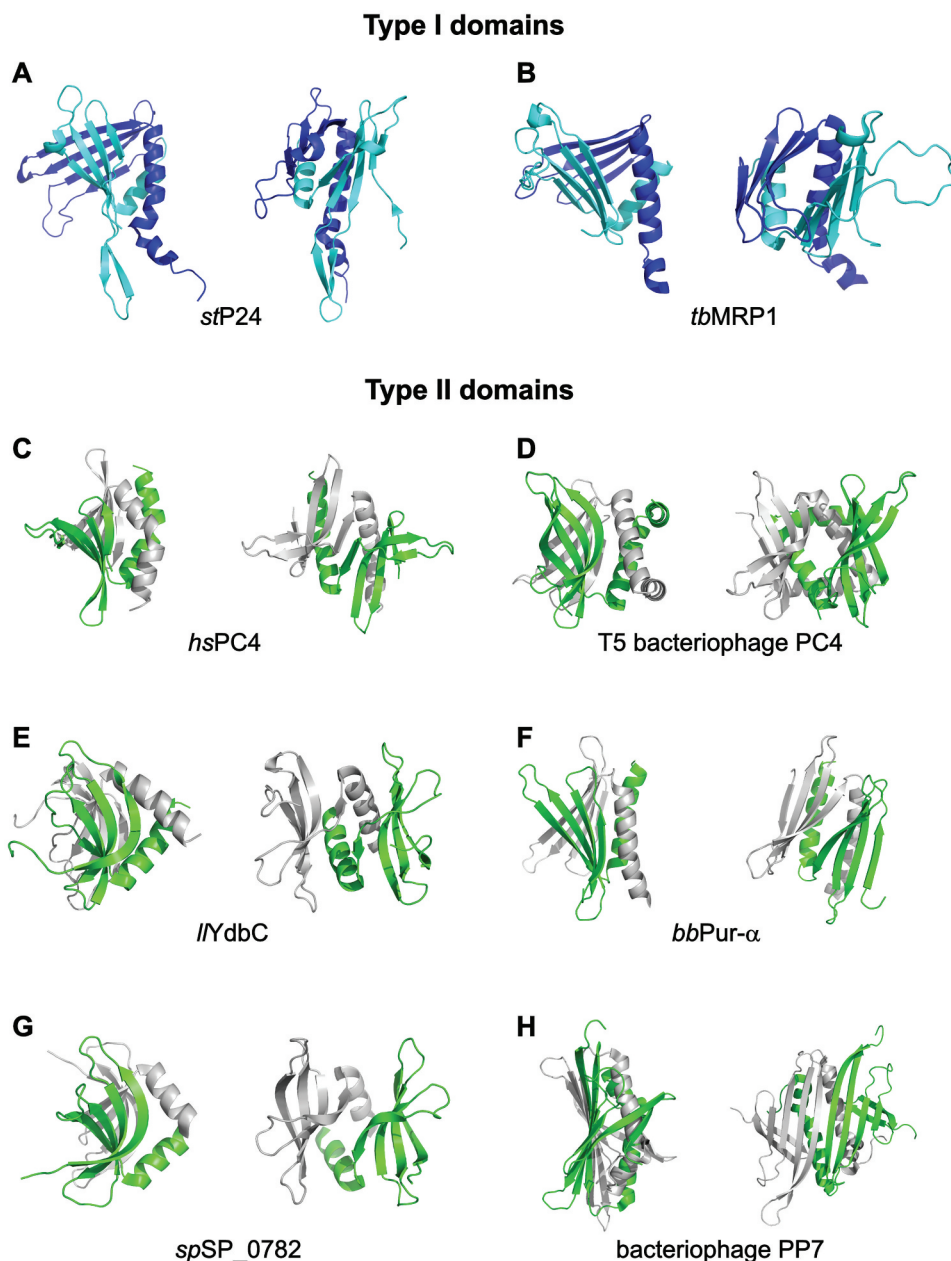 Type I domains
A
B
stP24
tbMRP1
Type II domains
C
D
hsPC4
T5 bacteriophage PC4
E
F
llYdbC
bbPur-α
G
H
spSP_0782
bacteriophage PP7